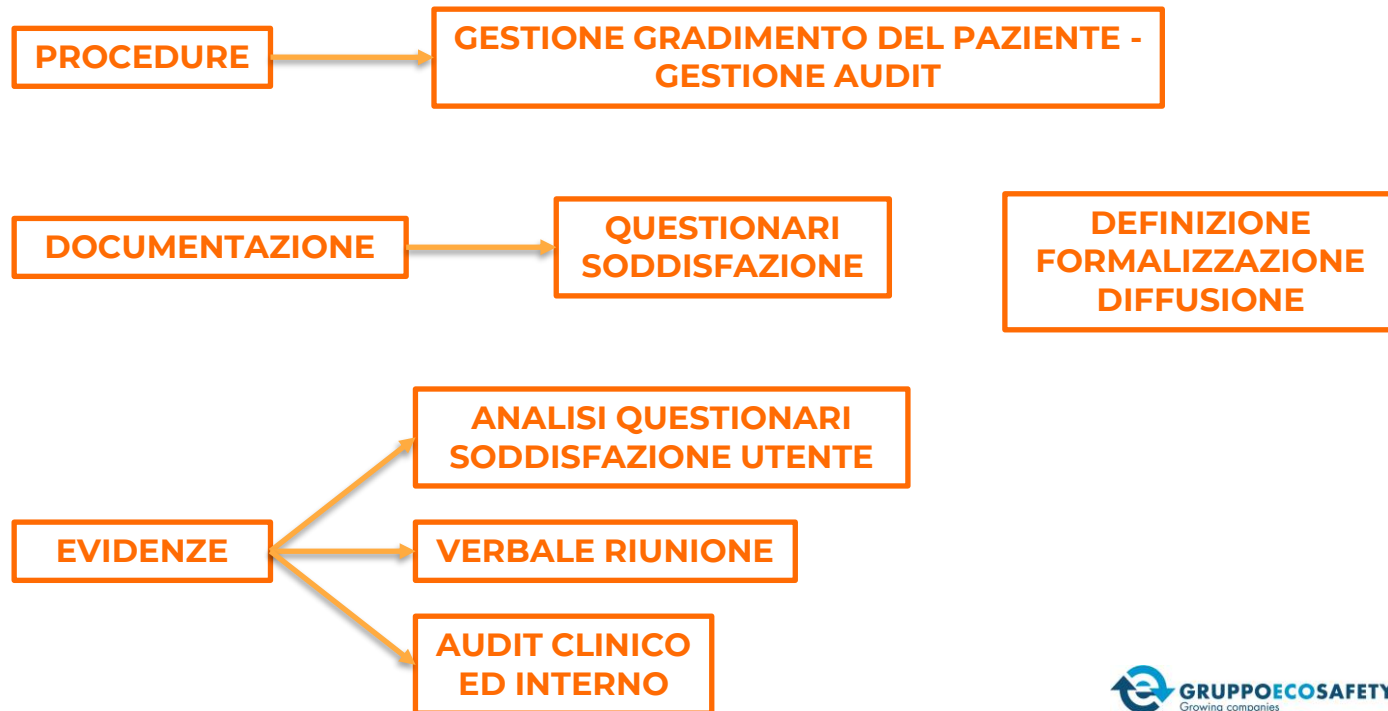 PROCEDURE
GESTIONE GRADIMENTO DEL PAZIENTE -
GESTIONE AUDIT
DOCUMENTAZIONE
QUESTIONARI
SODDISFAZIONE
DEFINIZIONE
FORMALIZZAZIONE
DIFFUSIONE
ANALISI QUESTIONARI
SODDISFAZIONE UTENTE
EVIDENZE
VERBALE RIUNIONE
AUDIT CLINICO
ED INTERNO
GRUPPOECOSAFETY
Growing companies